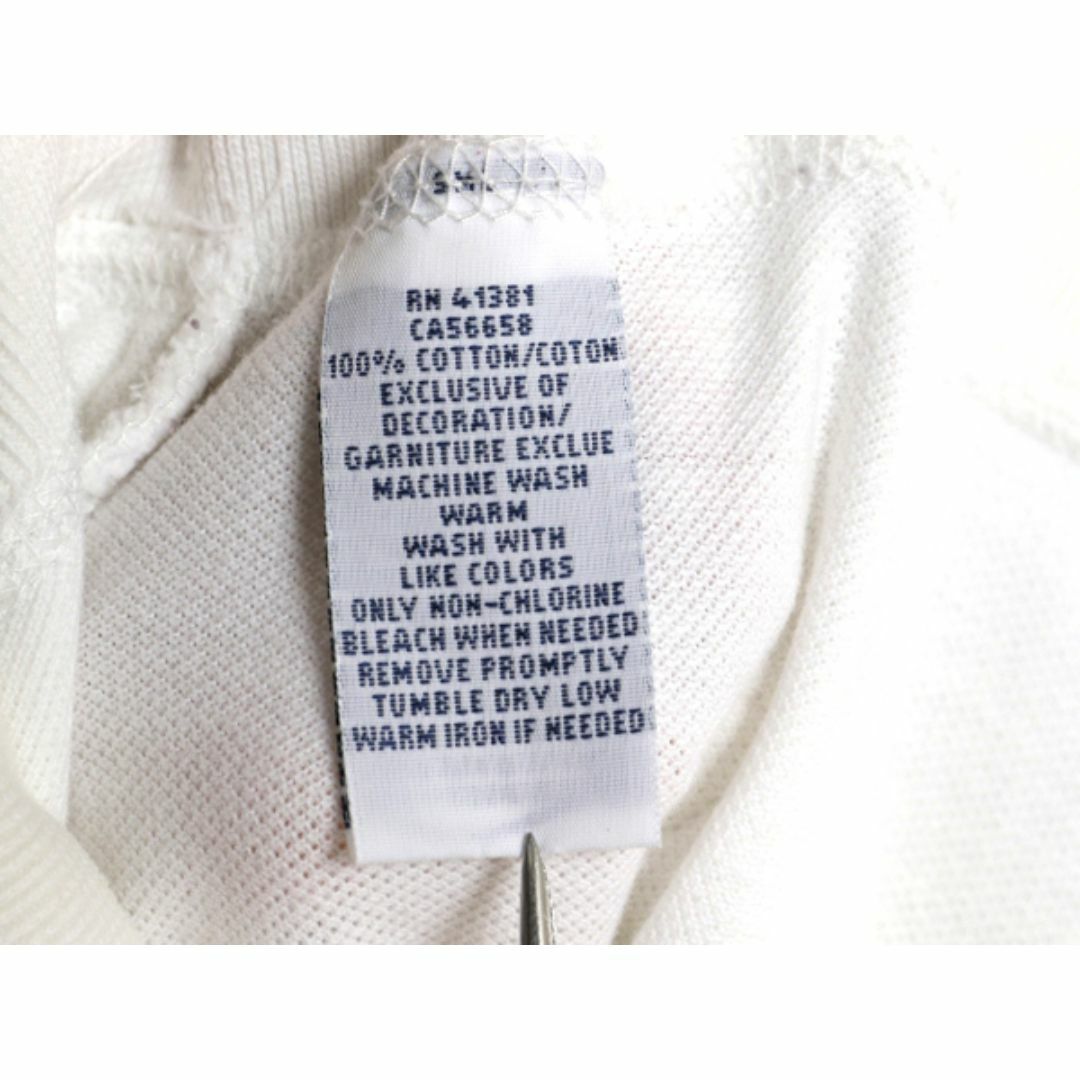 RN 41381
CA56658
100% COTTON/COTON
EXCLUSIVE OF
DECORATION/
GARNITURE EXCLUE
MACHINE WASH
WARM
WASH WITH
LIKE COLORS
ONLY NON-CHLORINE
BLEACH WHEN NEEDED
REMOVE PROMPTLY
TUMBLE DRY LOW
WARM IRON IF NEEDED